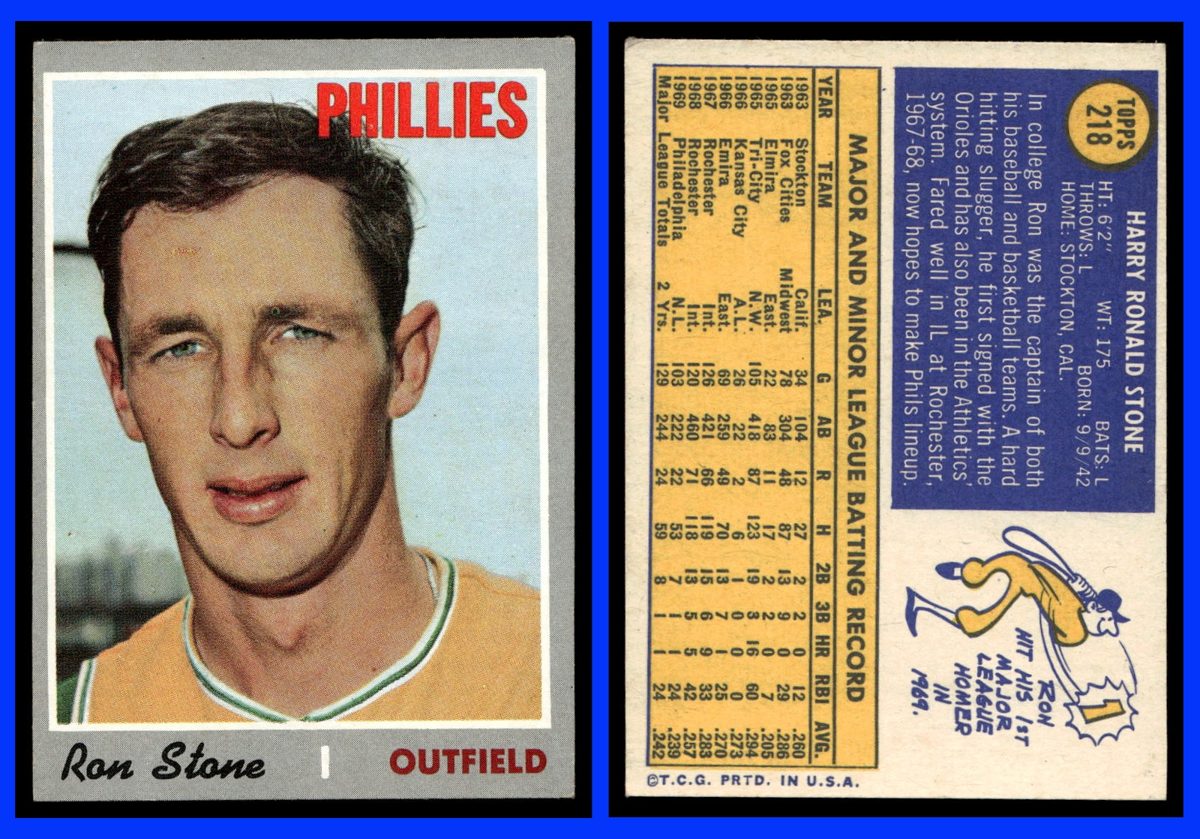 PHILLIES
Ron Stone OUTFIELD
TOPPS
218
HARRY RONALD STONE
HT: 6'2" WT: 175 BATS: L
THROWS: L BORN: 9/9/42
HOME: STOCKTON, CAL.
In college Ron was the captain of both
his baseball and basketball teams. A hard
hitting slugger, he first signed with the
Orioles and has also been in the Athletics'
system. Fared well in IL at Rochester,
1967-68, now hopes to make Phils lineup.
1
RON
HIT HIS 1ST
MAJOR
LEAGUE
HOMER
IN
1969.
MAJOR AND MINOR LEAGUE BATTING RECORD
YEAR TEAM LEA. G AB R H 2B 3B HR RBI AVG.
1963 Stockton Calif. 34 104 12 27 2 2 0 12 .260
1963 Fox Cities Midwest 78 304 48 87 13 9 0 29 .286
1965 Elmira East. 22 83 11 17 2 0 7 .205
1965 Tri-City N.W. 105 418 87 123 19 3 16 60 .294
1966 Kansas City A.L. 26 22 2 6 1 0 0 0 .273
1966 Emira East. 69 259 49 70 13 7 1 25 .270
1967 Rochester Int. 126 421 66 119 15 6 9 33 .283
1968 Rochester Int. 120 460 71 118 13 42 .257
1969 Philadelphia N.L. 103 222 22 53 7 1 1 24 .239
Major League Totals 2 Yrs. 129 244 24 59 8 1 1 24 .242
©T.C.G. PRTD. IN U.S.A.